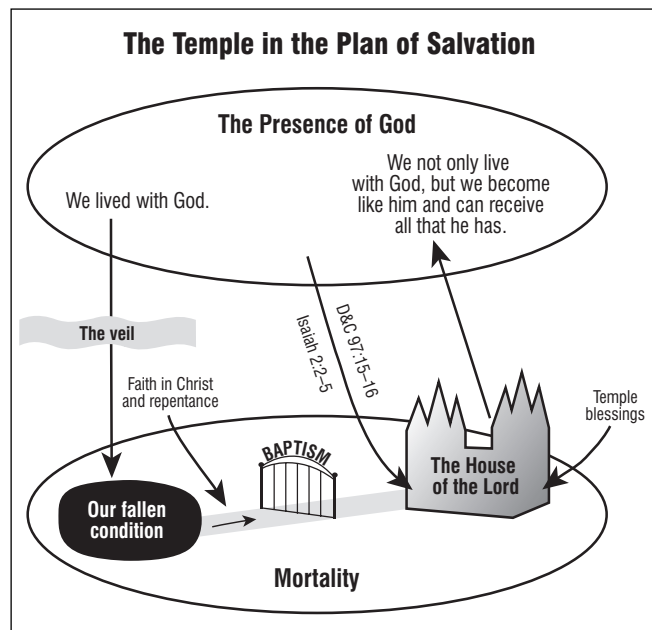 The Temple in the Plan of Salvation
The Presence of God
We lived with God.
We not only live
with God, but we become
like him and can receive
all that he has.
The veil
D&C 97:15–16
Isaiah 2:2–5
Faith in Christ
and repentance
Temple
blessings
BAPTISM
The House
of the Lord
Our fallen
condition
Mortality